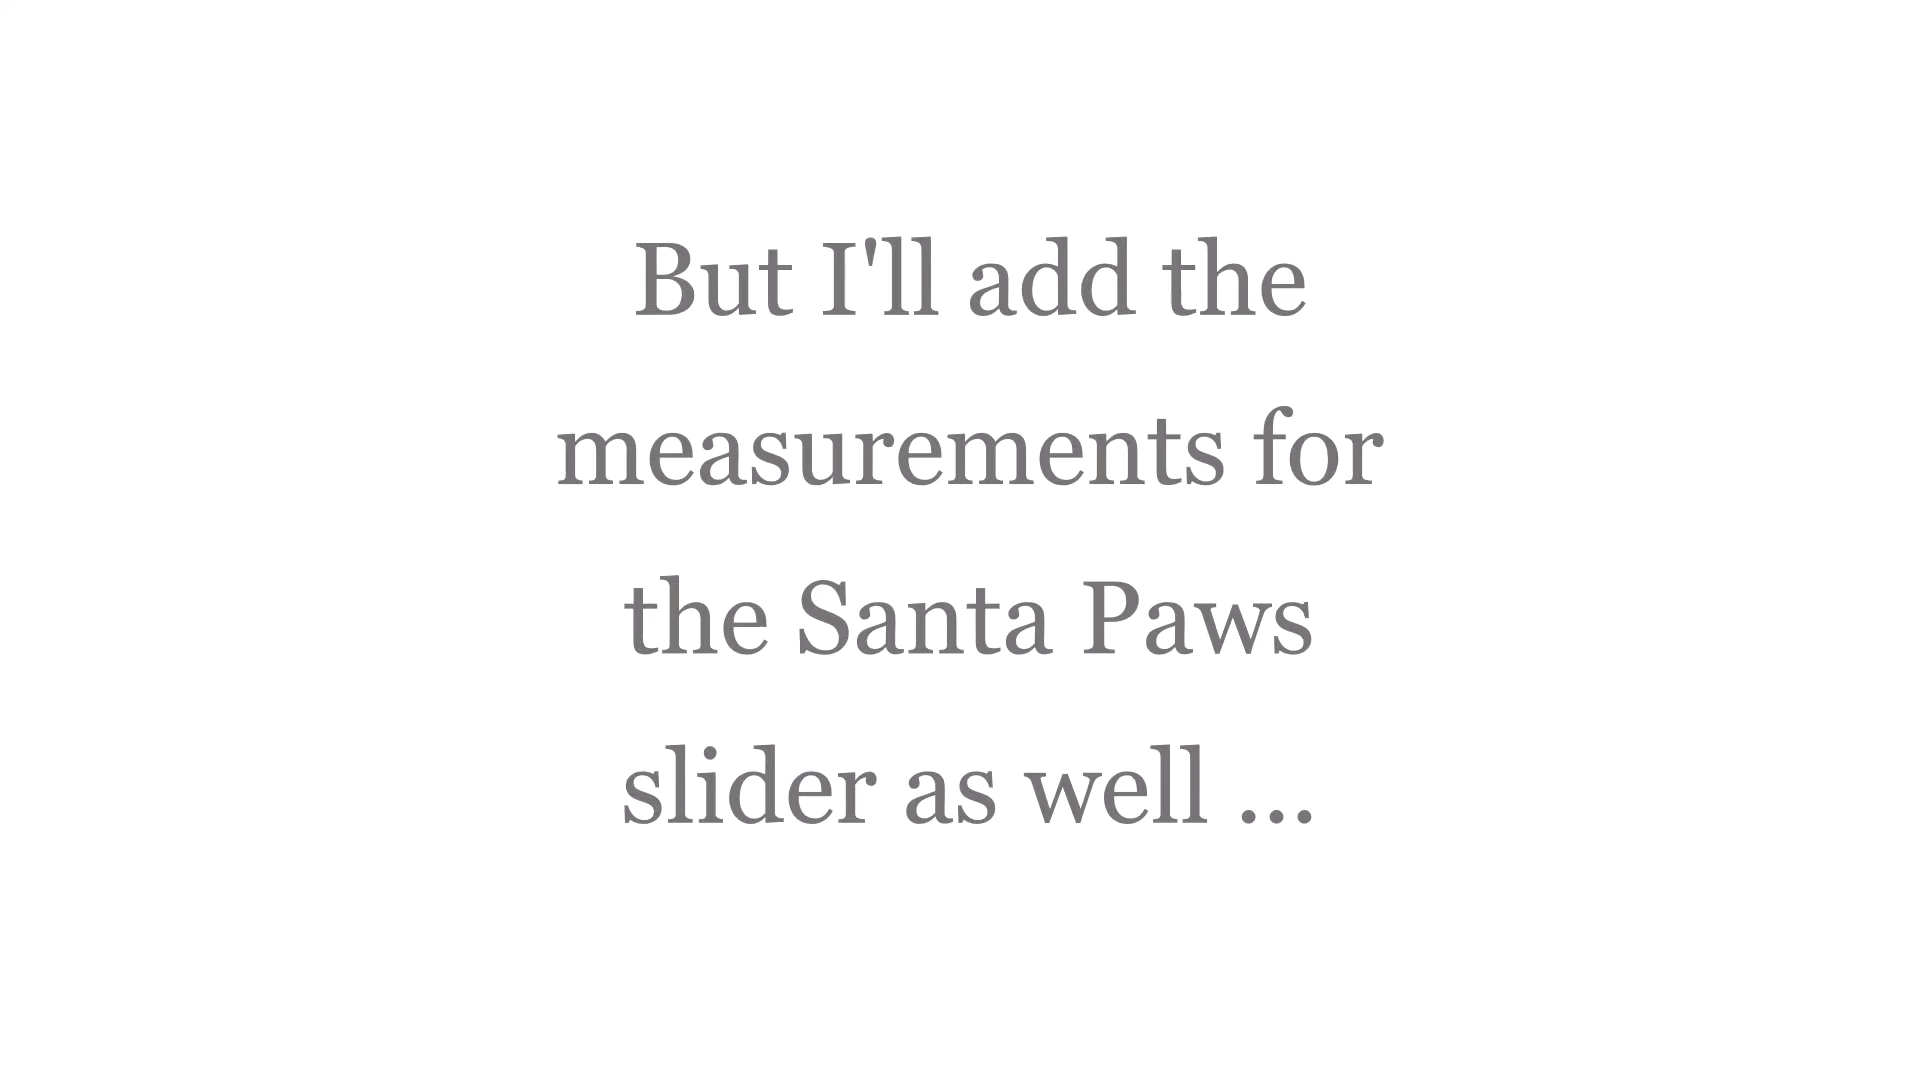 But I'll add the
measurements for
the Santa Paws
slider as well ...